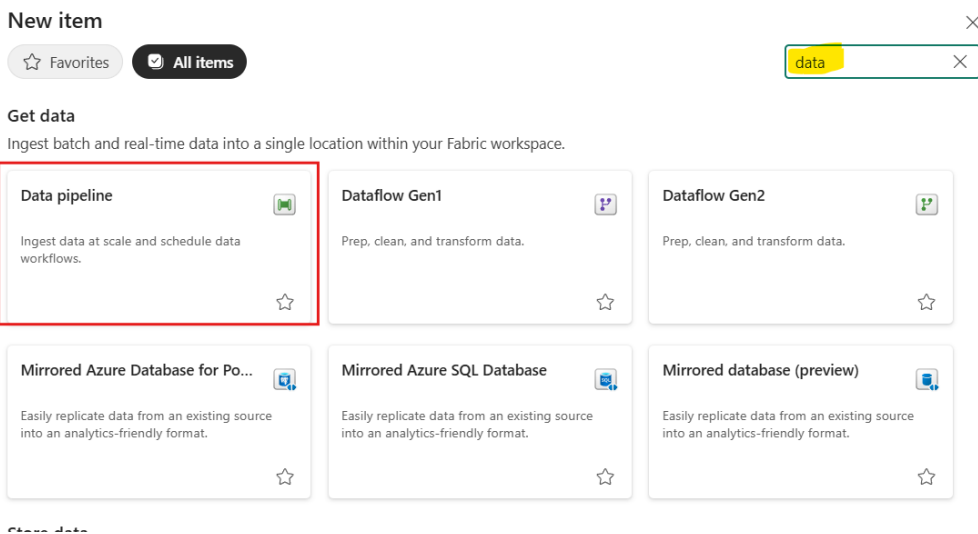 New item
Favorites
All items
data
Get data
Ingest batch and real-time data into a single location within your Fabric workspace.
Data pipeline
Ingest data at scale and schedule data
workflows.
Dataflow Gen1
Prep, clean, and transform data.
Dataflow Gen2
Prep, clean, and transform data.
Mirrored Azure Database for Po...
Easily replicate data from an existing source
into an analytics-friendly format.
Mirrored Azure SQL Database
Easily replicate data from an existing source
into an analytics-friendly format.
Mirrored database (preview)
Easily replicate data from an existing source
into an analytics-friendly format.
Store data